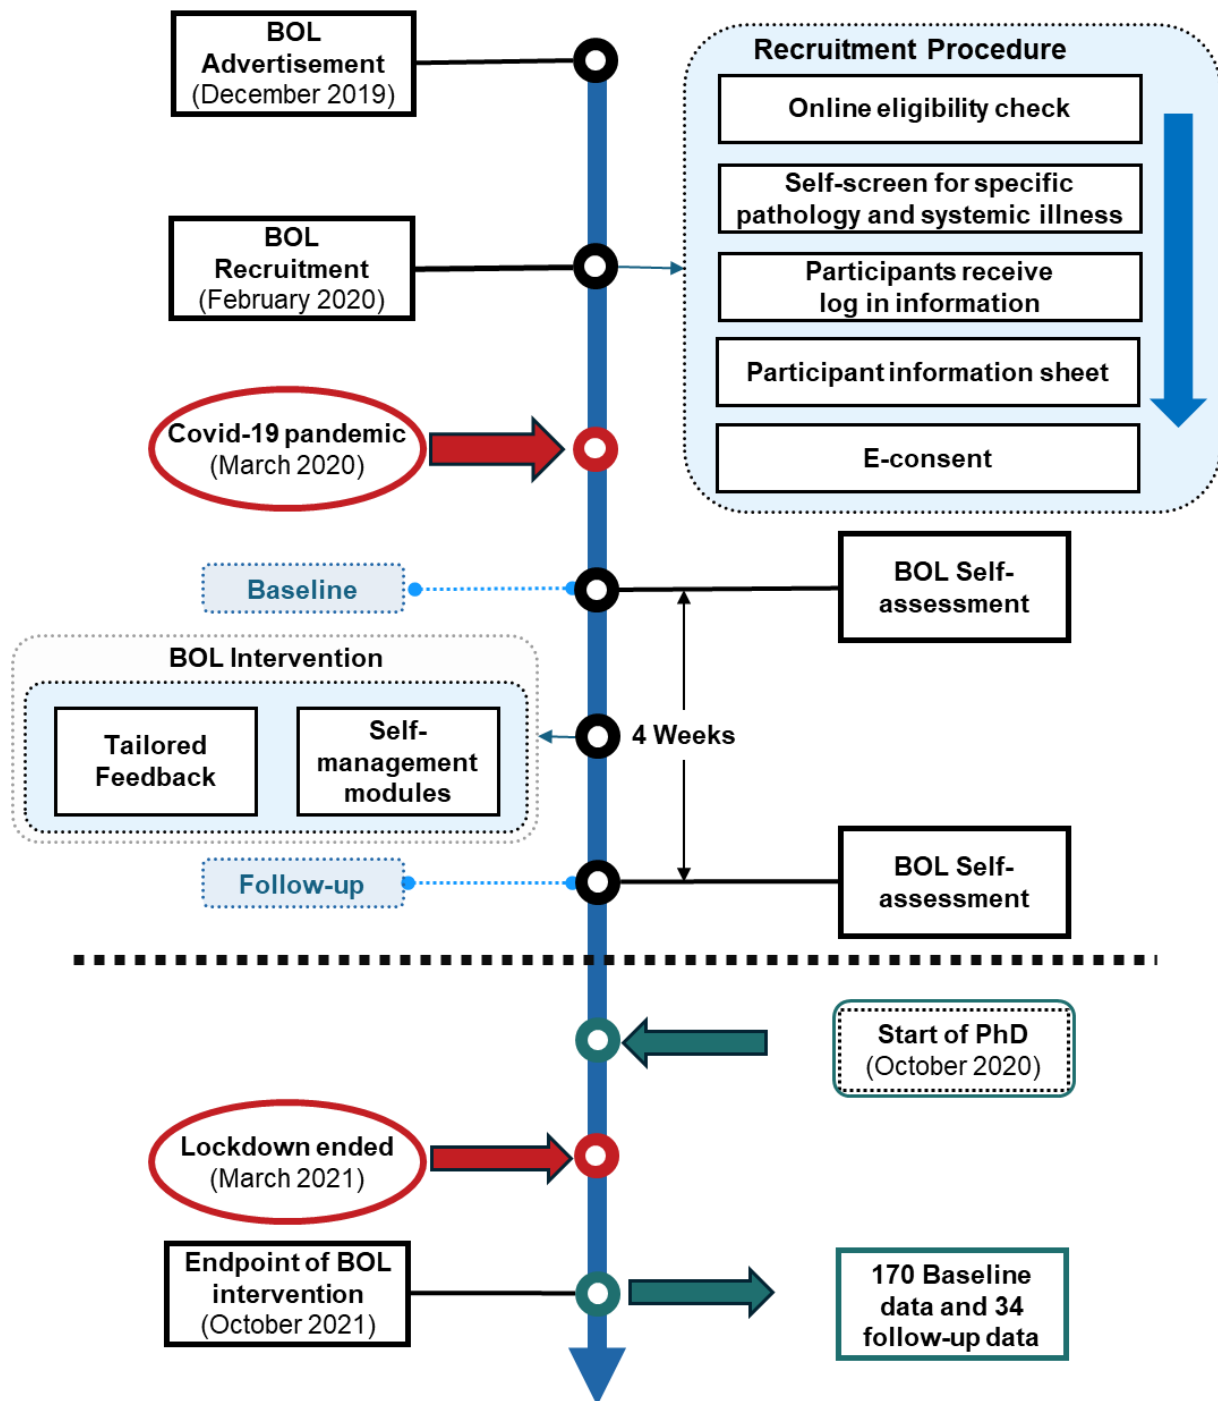 BOL
Advertisement
(December 2019)
Recruitment Procedure
Online eligibility check
Self-screen for specific
pathology and systemic illness
Participants receive
log in information
Participant information sheet
E-consent
BOL
Recruitment
(February 2020)
Covid-19 pandemic
(March 2020)
Baseline
BOL Self-
assessment
BOL Intervention
Tailored
Feedback
Self-
management
modules
4 Weeks
Follow-up
BOL Self-
assessment
Start of PhD
(October 2020)
Lockdown ended
(March 2021)
Endpoint of BOL
intervention
(October 2021)
170 Baseline
data and 34
follow-up data